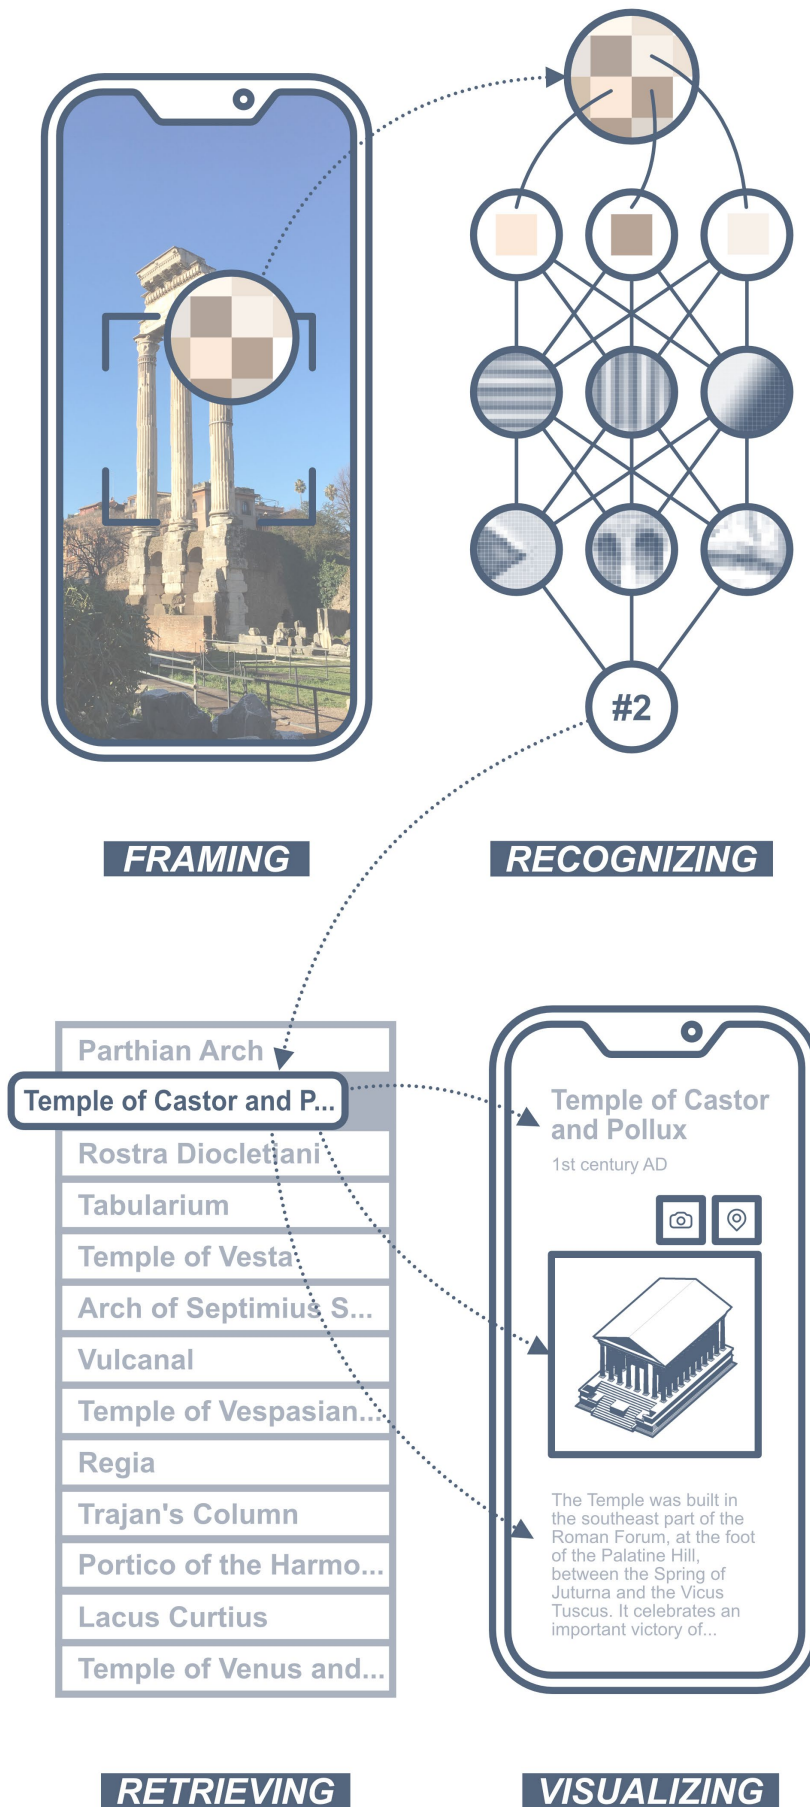 #2
FRAMING
RECOGNIZING
Parthian Arch
Temple of Castor and P...
Rostra Diocletiani
Tabularium
Temple of Vesta
Arch of Septimius S...
Vulcanal
Temple of Vespasian...
Regia
Trajan's Column
Portico of the Harmo...
Lacus Curtius
Temple of Venus and...
Temple of Castor
and Pollux
1st century AD
The Temple was built in
the southeast part of the
Roman Forum, at the foot
of the Palatine Hill,
between the Spring of
Juturna and the Vicus
Tuscus. It celebrates an
important victory of...
RETRIEVING
VISUALIZING